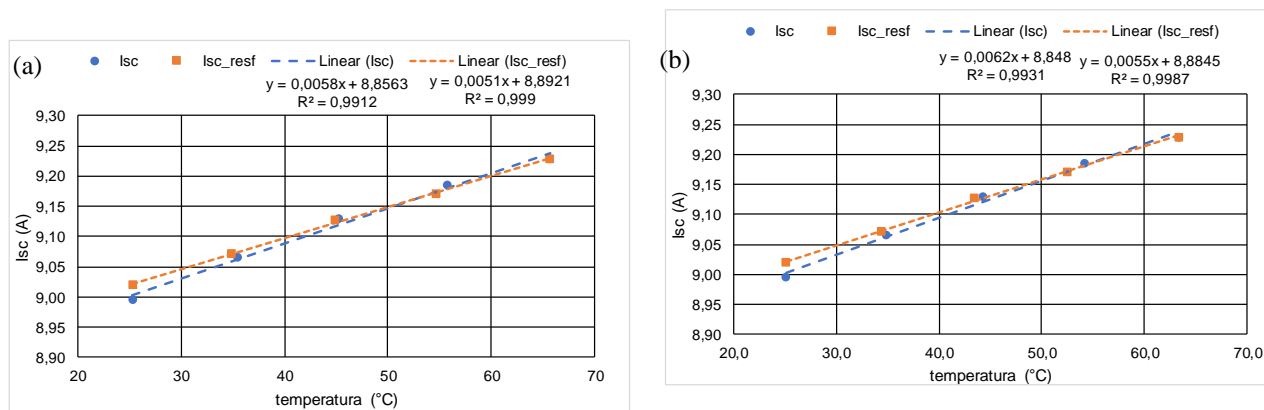 (a)
Isc Isc_resf Linear (Isc) Linear (Isc_resf)
y = 0,0058x + 8,8563 y = 0,0051x + 8,8921
R² = 0,9912 R² = 0,999
9,30
9,25
9,20
9,15
9,10
9,05
9,00
8,95
8,90
Isc (A)
20 30 40 50 60 70
temperatura (°C)
(b)
Isc Isc_resf Linear (Isc) Linear (Isc_resf)
y = 0,0062x + 8,848 y = 0,0055x + 8,8845
R² = 0,9931 R² = 0,9987
9,30
9,25
9,20
9,15
9,10
9,05
9,00
8,95
8,90
Isc (A)
20,0 30,0 40,0 50,0 60,0 70,0
temperatura (°C)